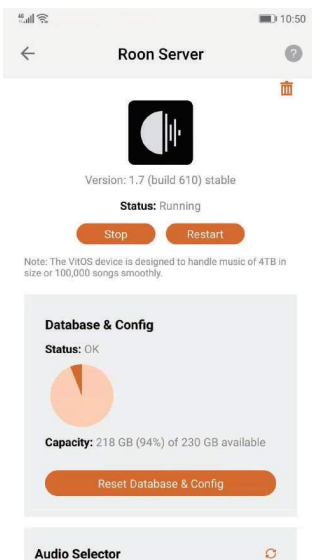 10:50
Roon Server
?
Version: 1.7 (build 610) stable
Status: Running
Stop Restart
Note: The VitOS device is designed to handle music of 4TB in
size or 100,000 songs smoothly.
Database & Config
Status: OK
Capacity: 218 GB (94%) of 230 GB available
Reset Database & Config
Audio Selector